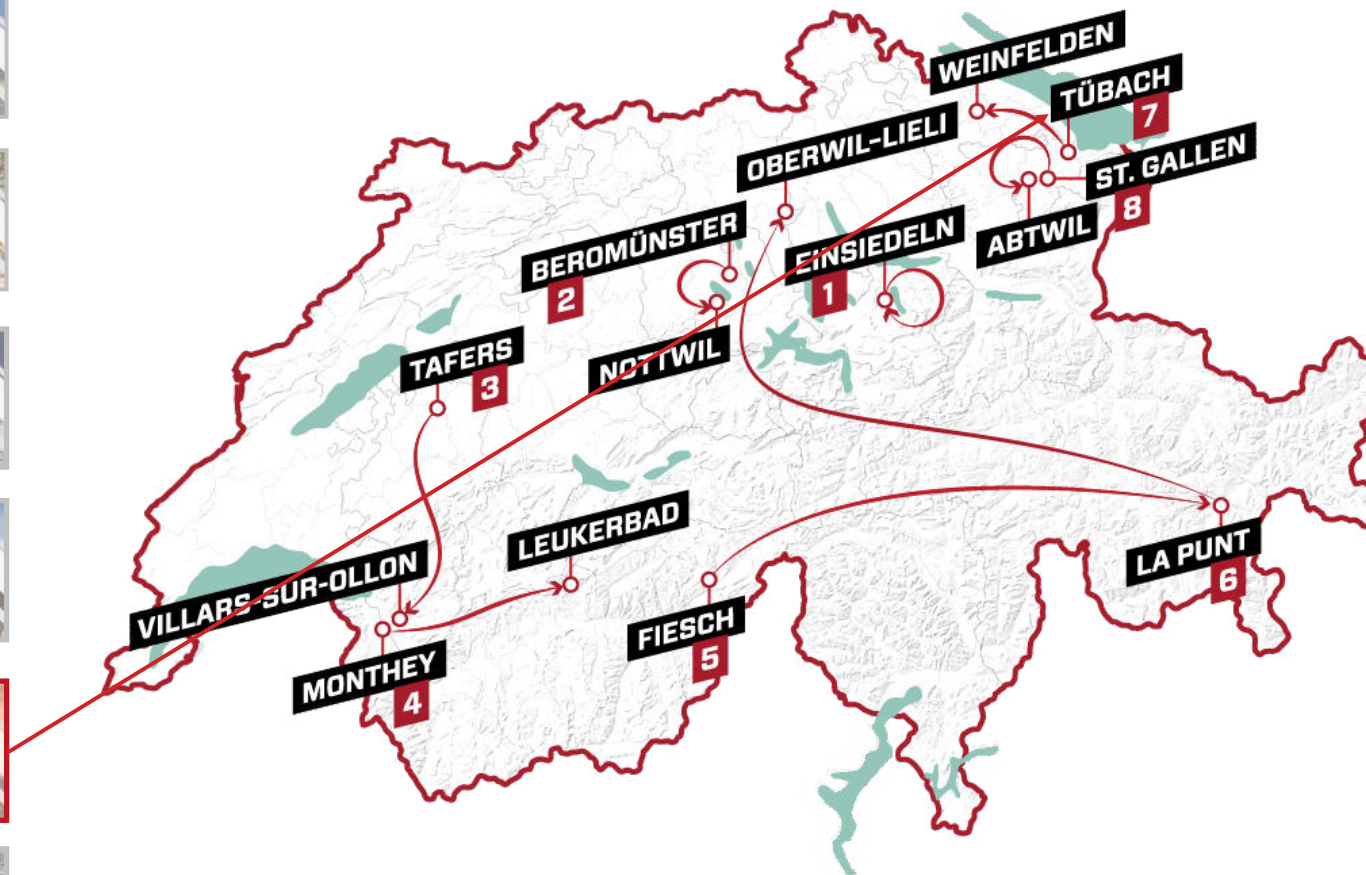 WEINFELDEN
TÜBACH
7
OBERWIL-LIELI
ST. GALLEN
8
ABTWIL
BEROMÜNSTER
2
EINSIEDELN
1
NOTTWIL
TAFERS
3
LEUKERBAD
VILLARS-SUR-OLLON
LA PUNT
6
FIESCH
5
MONTHEY
4